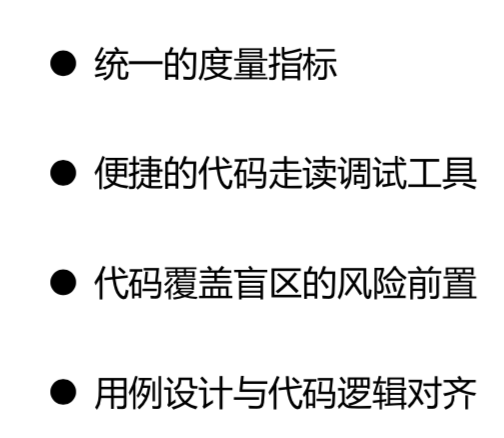 ● 统一的度量指标
● 便捷的代码走读调试工具
● 代码覆盖盲区的风险前置
● 用例设计与代码逻辑对齐